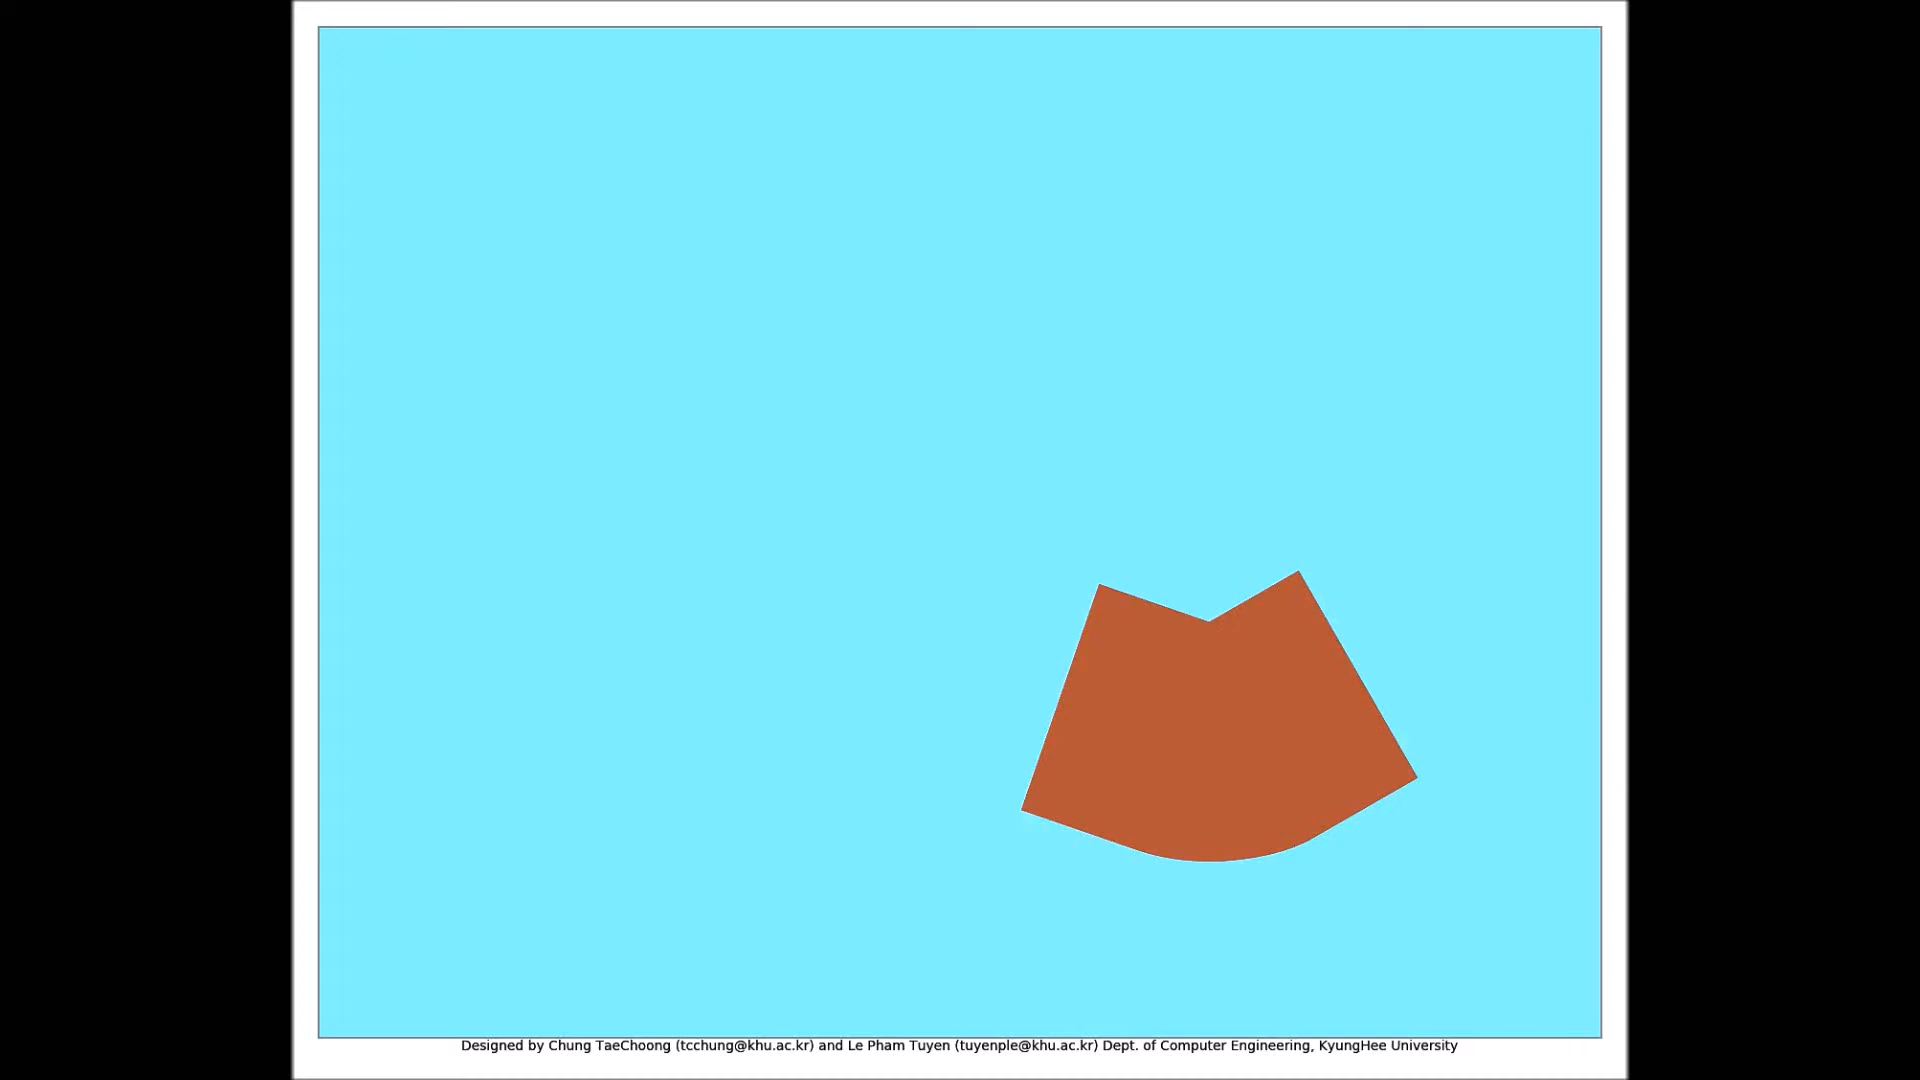 Designed by Chung TaeChoong (tcchung@khu.ac.kr) and Le Pham Tuyen (tuyenple@khu.ac.kr) Dept. of Computer Engineering, KyungHee University